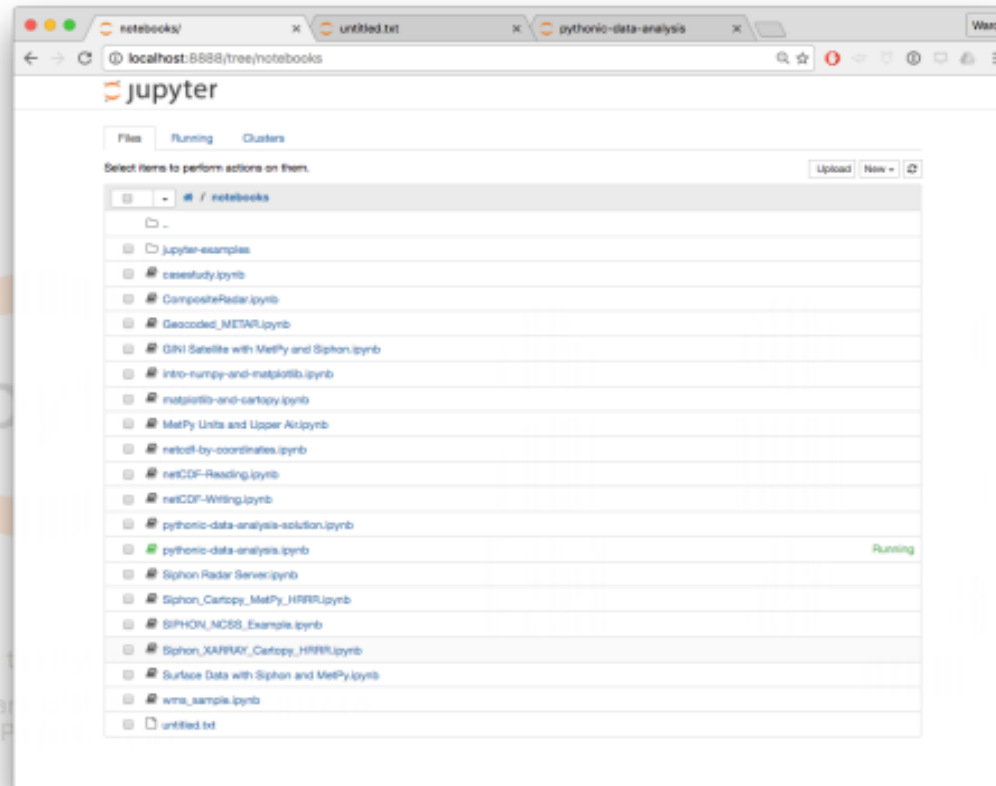 notebooks/
untitled.txt
pythonic-data-analysis
localhost:8888/tree/notebooks
jupyter
Files Running Clusters
Select items to perform actions on them.
Upload New
/ notebooks
..
jupyter-examples
casestudy.ipynb
CompositeRadar.ipynb
Geocoded_METAR.ipynb
GINI Satellite with MetPy and Siphon.ipynb
intro-numpy-and-matplotlib.ipynb
matplotlib-and-cartopy.ipynb
MetPy Units and Upper Air.ipynb
netcdf-by-coordinates.ipynb
netCDF-Reading.ipynb
netCDF-Writing.ipynb
pythonic-data-analysis-solution.ipynb
pythonic-data-analysis.ipynb Running
Siphon Radar Server.ipynb
Siphon_Cartopy_MetPy_HRRR.ipynb
SIPHON_NCSS_Example.ipynb
Siphon_XARRAY_Cartopy_HRRR.ipynb
Surface Data with Siphon and MetPy.ipynb
wms_sample.ipynb
untitled.txt